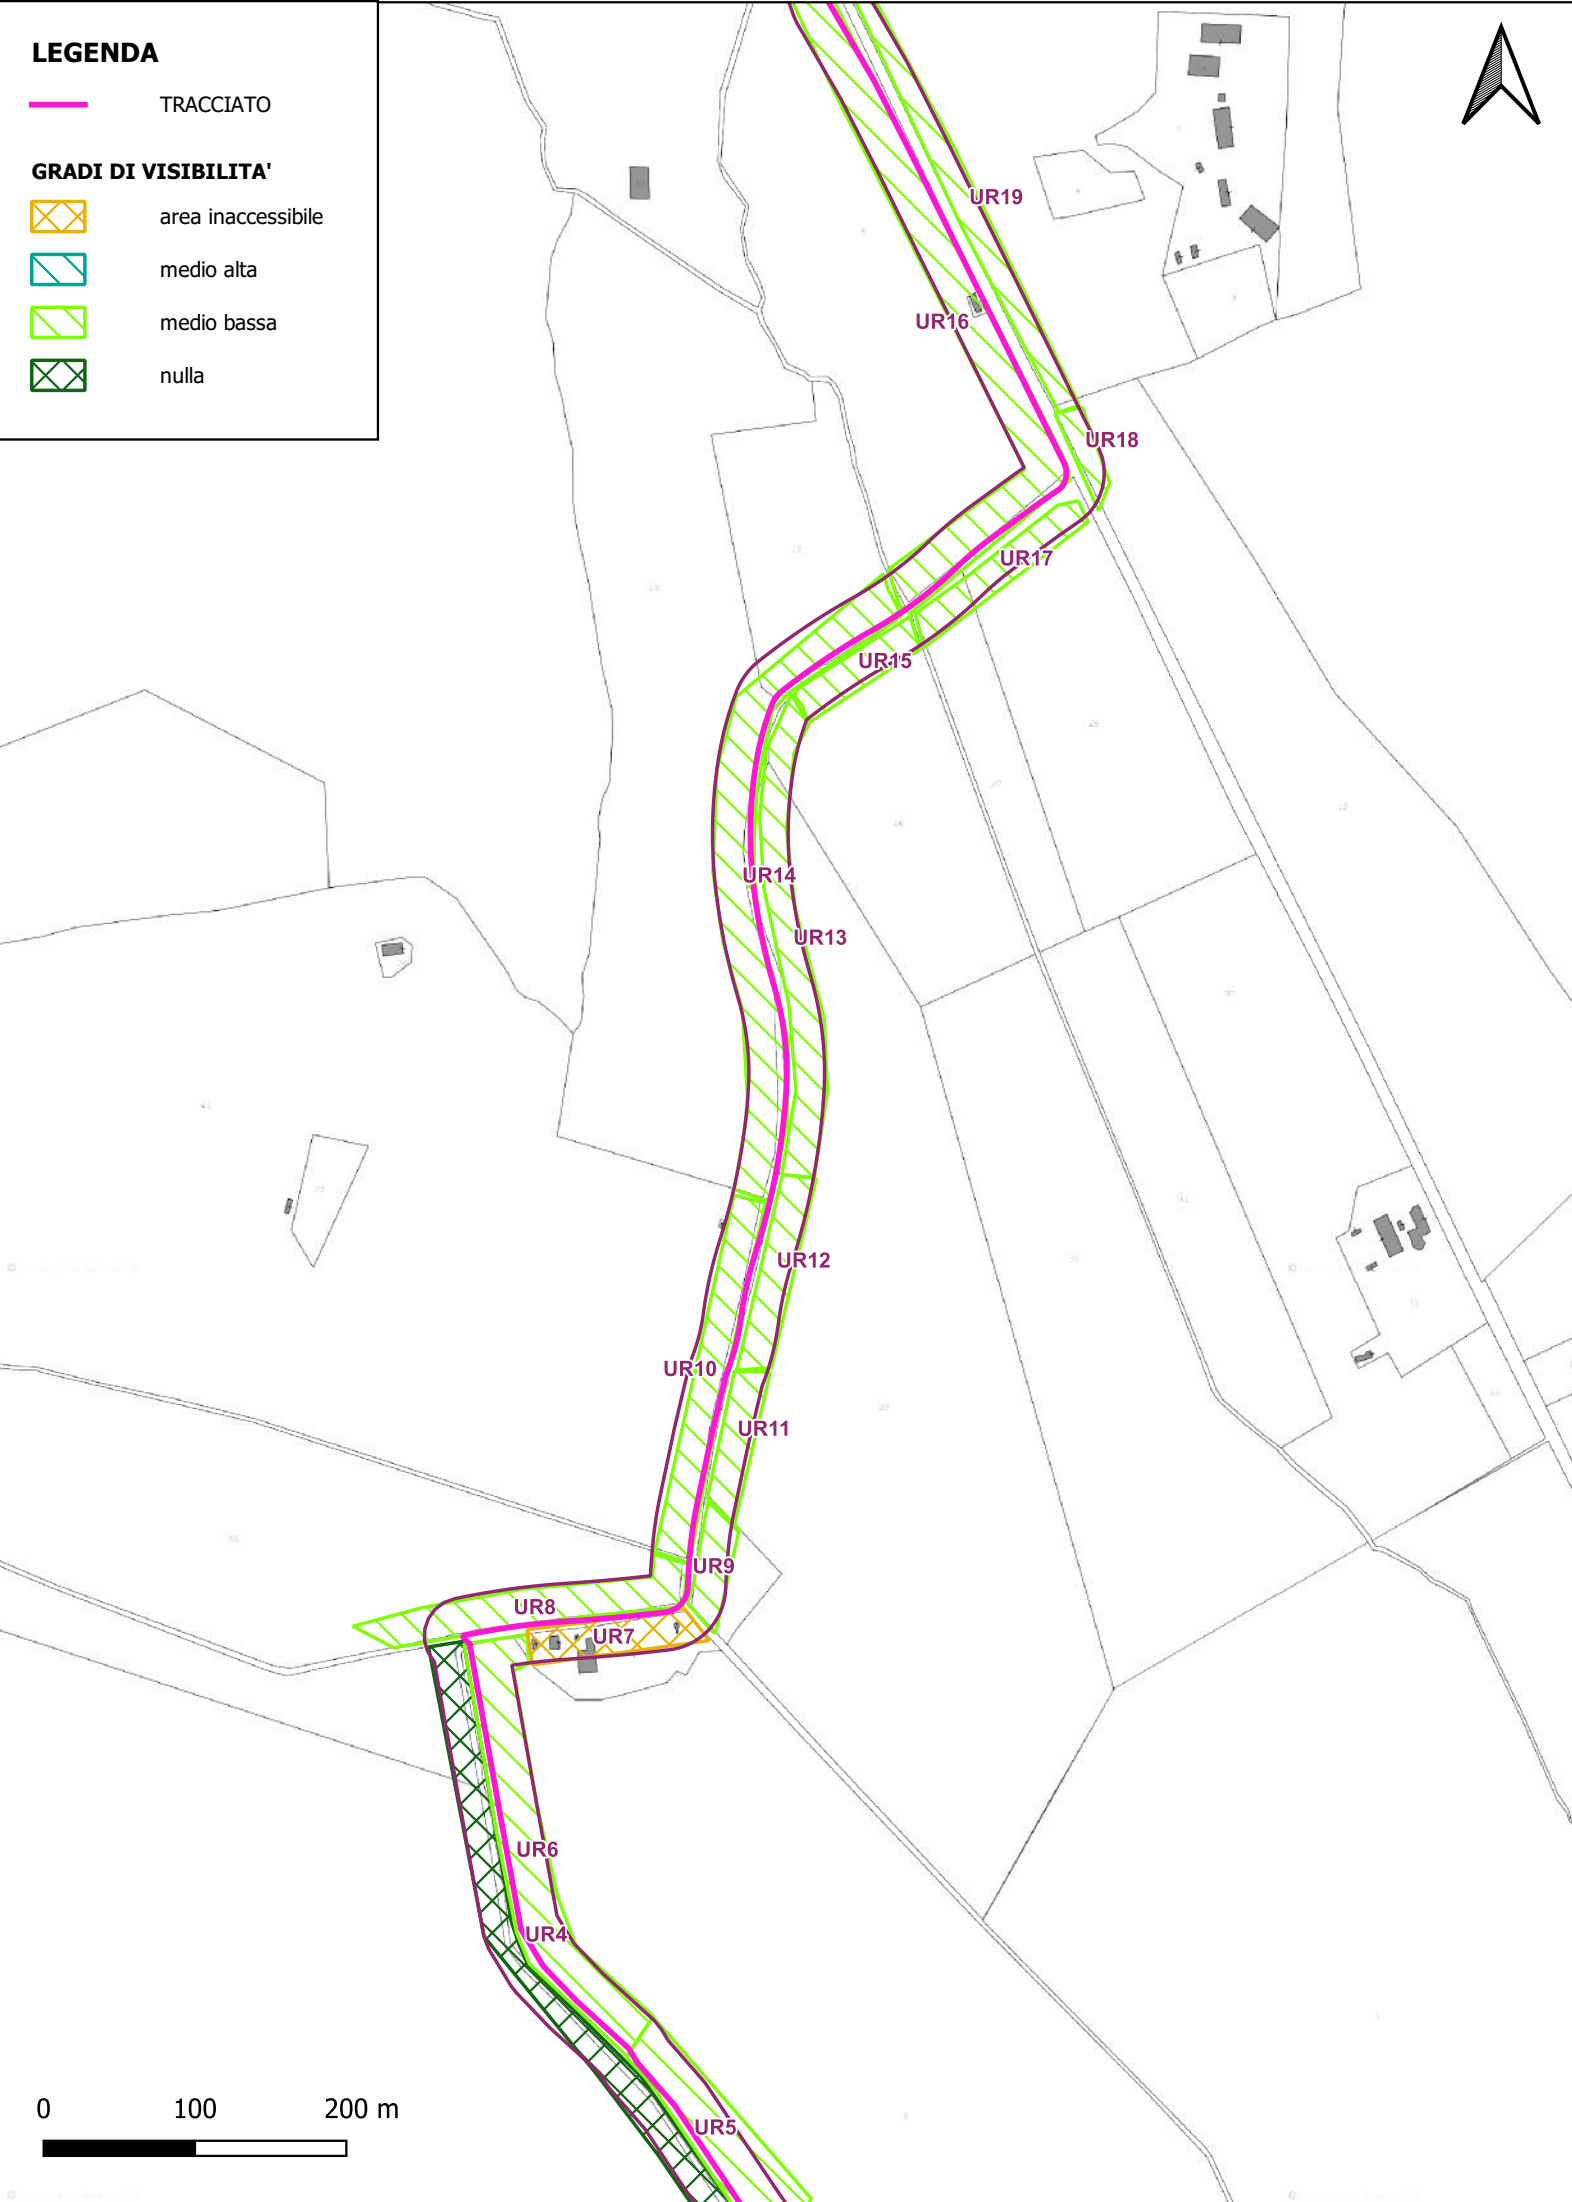 LEGENDA
TRACCIATO
GRADI DI VISIBILITA'
area inaccessibile
medio alta
medio bassa
nulla
UR19
UR16
UR18
UR17
UR15
UR14
UR13
UR12
UR10
UR11
UR9
UR8
UR7
UR6
UR4
UR5
0 100 200 m